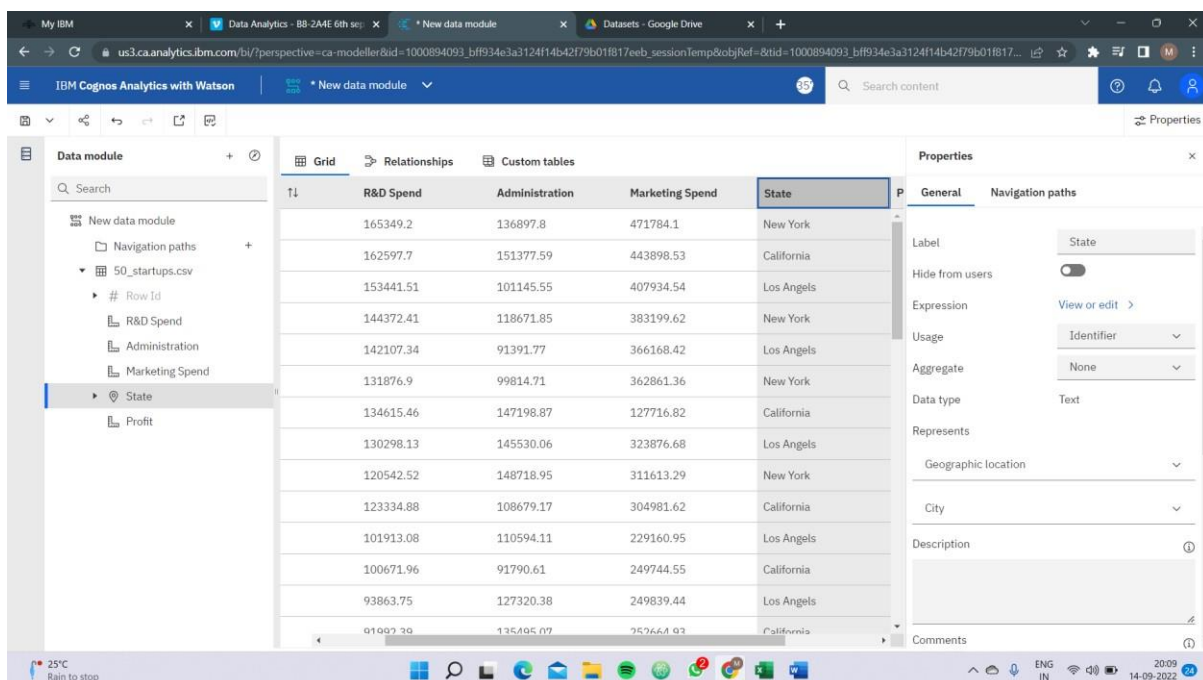 My IBM
Data Analytics - B8-2A4E 6th sep
* New data module
Datasets - Google Drive
us3.ca.analytics.ibm.com/bi/?perspective=ca-modeller&id=1000894093_bff934e3a3124f14b42f79b01f817eeb_sessionTemp&objRef=&tid=1000894093_bff934e3a3124f14b42f79b01f817...
M
IBM Cognos Analytics with Watson
* New data module
35
Search content
Properties
Data module
Search
New data module
Navigation paths
50_startups.csv
# Row Id
R&D Spend
Administration
Marketing Spend
State
Profit
Grid Relationships Custom tables
R&D Spend Administration Marketing Spend State P
165349.2 136897.8 471784.1 New York
162597.7 151377.59 443898.53 California
153441.51 101145.55 407934.54 Los Angels
144372.41 118671.85 383199.62 New York
142107.34 91391.77 366168.42 Los Angels
131876.9 99814.71 362861.36 New York
134615.46 147198.87 127716.82 California
130298.13 145530.06 323876.68 Los Angels
120542.52 148718.95 311613.29 New York
123334.88 108679.17 304981.62 California
101913.08 110594.11 229160.95 Los Angels
100671.96 91790.61 249744.55 California
93863.75 127320.38 249839.44 Los Angels
91992.39 135495.07 252664.93 California
Properties
General Navigation paths
Label State
Hide from users
Expression View or edit
Usage Identifier
Aggregate None
Data type Text
Represents
Geographic location
City
Description
Comments
25°C
Rain to stop
2
ENG
IN
20:09
14-09-2022
24